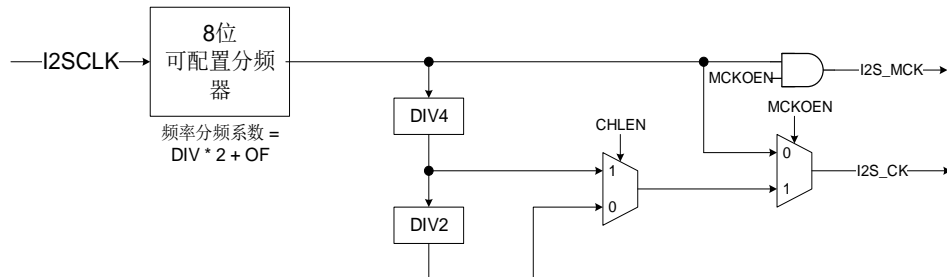 I2SCLK
8位
可配置分频
器
频率分频系数 =
DIV * 2 + OF
DIV4
DIV2
CHLEN
1
0
MCKOEN
I2S_MCK
MCKOEN
0
1
I2S_CK